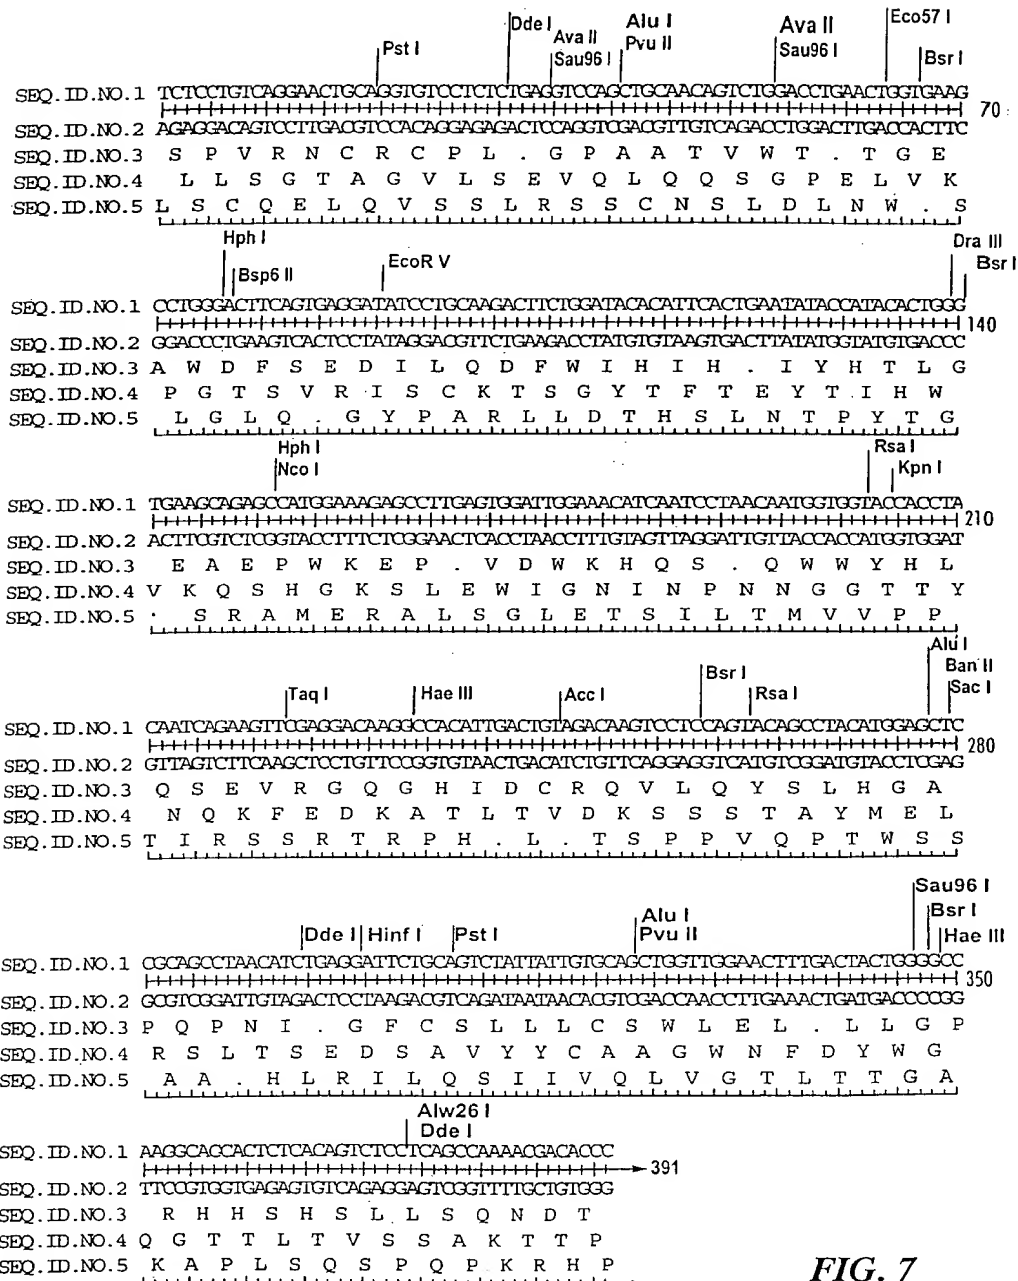 Dde I Alu I Ava II Eco57 I
Pst I Ava II Pvu II Sau96 I Bsr I
Sau96 I
SEQ.ID.NO.1 TCTCCTGTCAGGAACTGCAGGTGTCCTCTCTGAGGTCCAGCTGCAACAGTCTGGACCTGAACTGGTGAAG
70
SEQ.ID.NO.2 AGAGGACAGTCCTTGACGTCCACAGGAGAGACTCCAGGTCGACGTTGTCAGACCTGGACTTGACCACTTC
SEQ.ID.NO.3 S P V R N C R C P L . G P A A T V W T . T G E
SEQ.ID.NO.4 L L S G T A G V L S E V Q L Q Q S G P E L V K
SEQ.ID.NO.5 L S C Q E L Q V S S L R S S C N S L D L N W . S
Hph I Dra III
Bsp6 II EcoR V Bsr I
SEQ.ID.NO.1 CCTGGGACTTCAGTGAGGATATCCTGCAAGACTTCTGGATACACATTCACTGAATATACCATACACTGGG
140
SEQ.ID.NO.2 GGACCCTGAAGTCACTCCTATAGGACGTTCTGAAGACCTATGTGTAAGTGACTTATATGGTATGTGACCC
SEQ.ID.NO.3 A W D F S E D I L Q D F W I H I H . I Y H T L G
SEQ.ID.NO.4 P G T S V R I S C K T S G Y T F T E Y T I H W
SEQ.ID.NO.5 L G L Q . G Y P A R L L D T H S L N T P Y T G
Hph I Rsa I
Nco I Kpn I
SEQ.ID.NO.1 TGAAGCAGAGCCATGGAAAGAGCCTTGAGTGGATTGGAAACATCAATCCTAACAATGGTGGTACCACCTA
210
SEQ.ID.NO.2 ACTTCGTCTCGGTACCTTTCTCGGAACTCACCTAACCTTTGTAGTTAGGATTGTTACCACCATGGTGGAT
SEQ.ID.NO.3 E A E P W K E P . V D W K H Q S . Q W W Y H L
SEQ.ID.NO.4 V K Q S H G K S L E W I G N I N P N N G G T T Y
SEQ.ID.NO.5 . S R A M E R A L S G L E T S I L T M V V P P
Alu I
Bsr I Ban II
Taq I Hae III Acc I Rsa I Sac I
SEQ.ID.NO.1 CAATCAGAAGTTCGAGGACAAGGCCACATTGACTGTAGACAAGTCCTCCAGTACAGCCTACATGGAGCTC
280
SEQ.ID.NO.2 GTTAGTCTTCAAGCTCCTGTTCCGGTGTAACTGACATCTGTTCAGGAGGTCATGTCGGATGTACCTCGAG
SEQ.ID.NO.3 Q S E V R G Q G H I D C R Q V L Q Y S L H G A
SEQ.ID.NO.4 N Q K F E D K A T L T V D K S S S T A Y M E L
SEQ.ID.NO.5 T I R S S R T R P H . L . T S P P V Q P T W S S
Sau96 I
Alu I Bsr I
Dde I Hinf I Pst I Pvu II Hae III
SEQ.ID.NO.1 CGCAGCCTAACATCTGAGGATTCTGCAGTCTATTATTGTGCAGCTGGTTGGAACTTTGACTACTGGGGCC
350
SEQ.ID.NO.2 GCGTCGGATTGTAGACTCCTAAGACGTCAGATAATAACACGTCGACCAACCTTGAAACTGATGACCCCGG
SEQ.ID.NO.3 P Q P N I . G F C S L L L C S W L E L . L L G P
SEQ.ID.NO.4 R S L T S E D S A V Y Y C A A G W N F D Y W G
SEQ.ID.NO.5 A A . H L R I L Q S I I V Q L V G T L T T G A
Alw26 I
Dde I
SEQ.ID.NO.1 AAGGCACCACTCTCACAGTCTCCTCAGCCAAAACGACACCC
391
SEQ.ID.NO.2 TTCCGTGGTGAGAGTGTCAGAGGAGTCGGTTTTGCTGTGGG
SEQ.ID.NO.3 R H H S H S L L S Q N D T
SEQ.ID.NO.4 Q G T T L T V S S A K T T P
SEQ.ID.NO.5 K A P L S Q S P Q P K R H P
FIG. 7